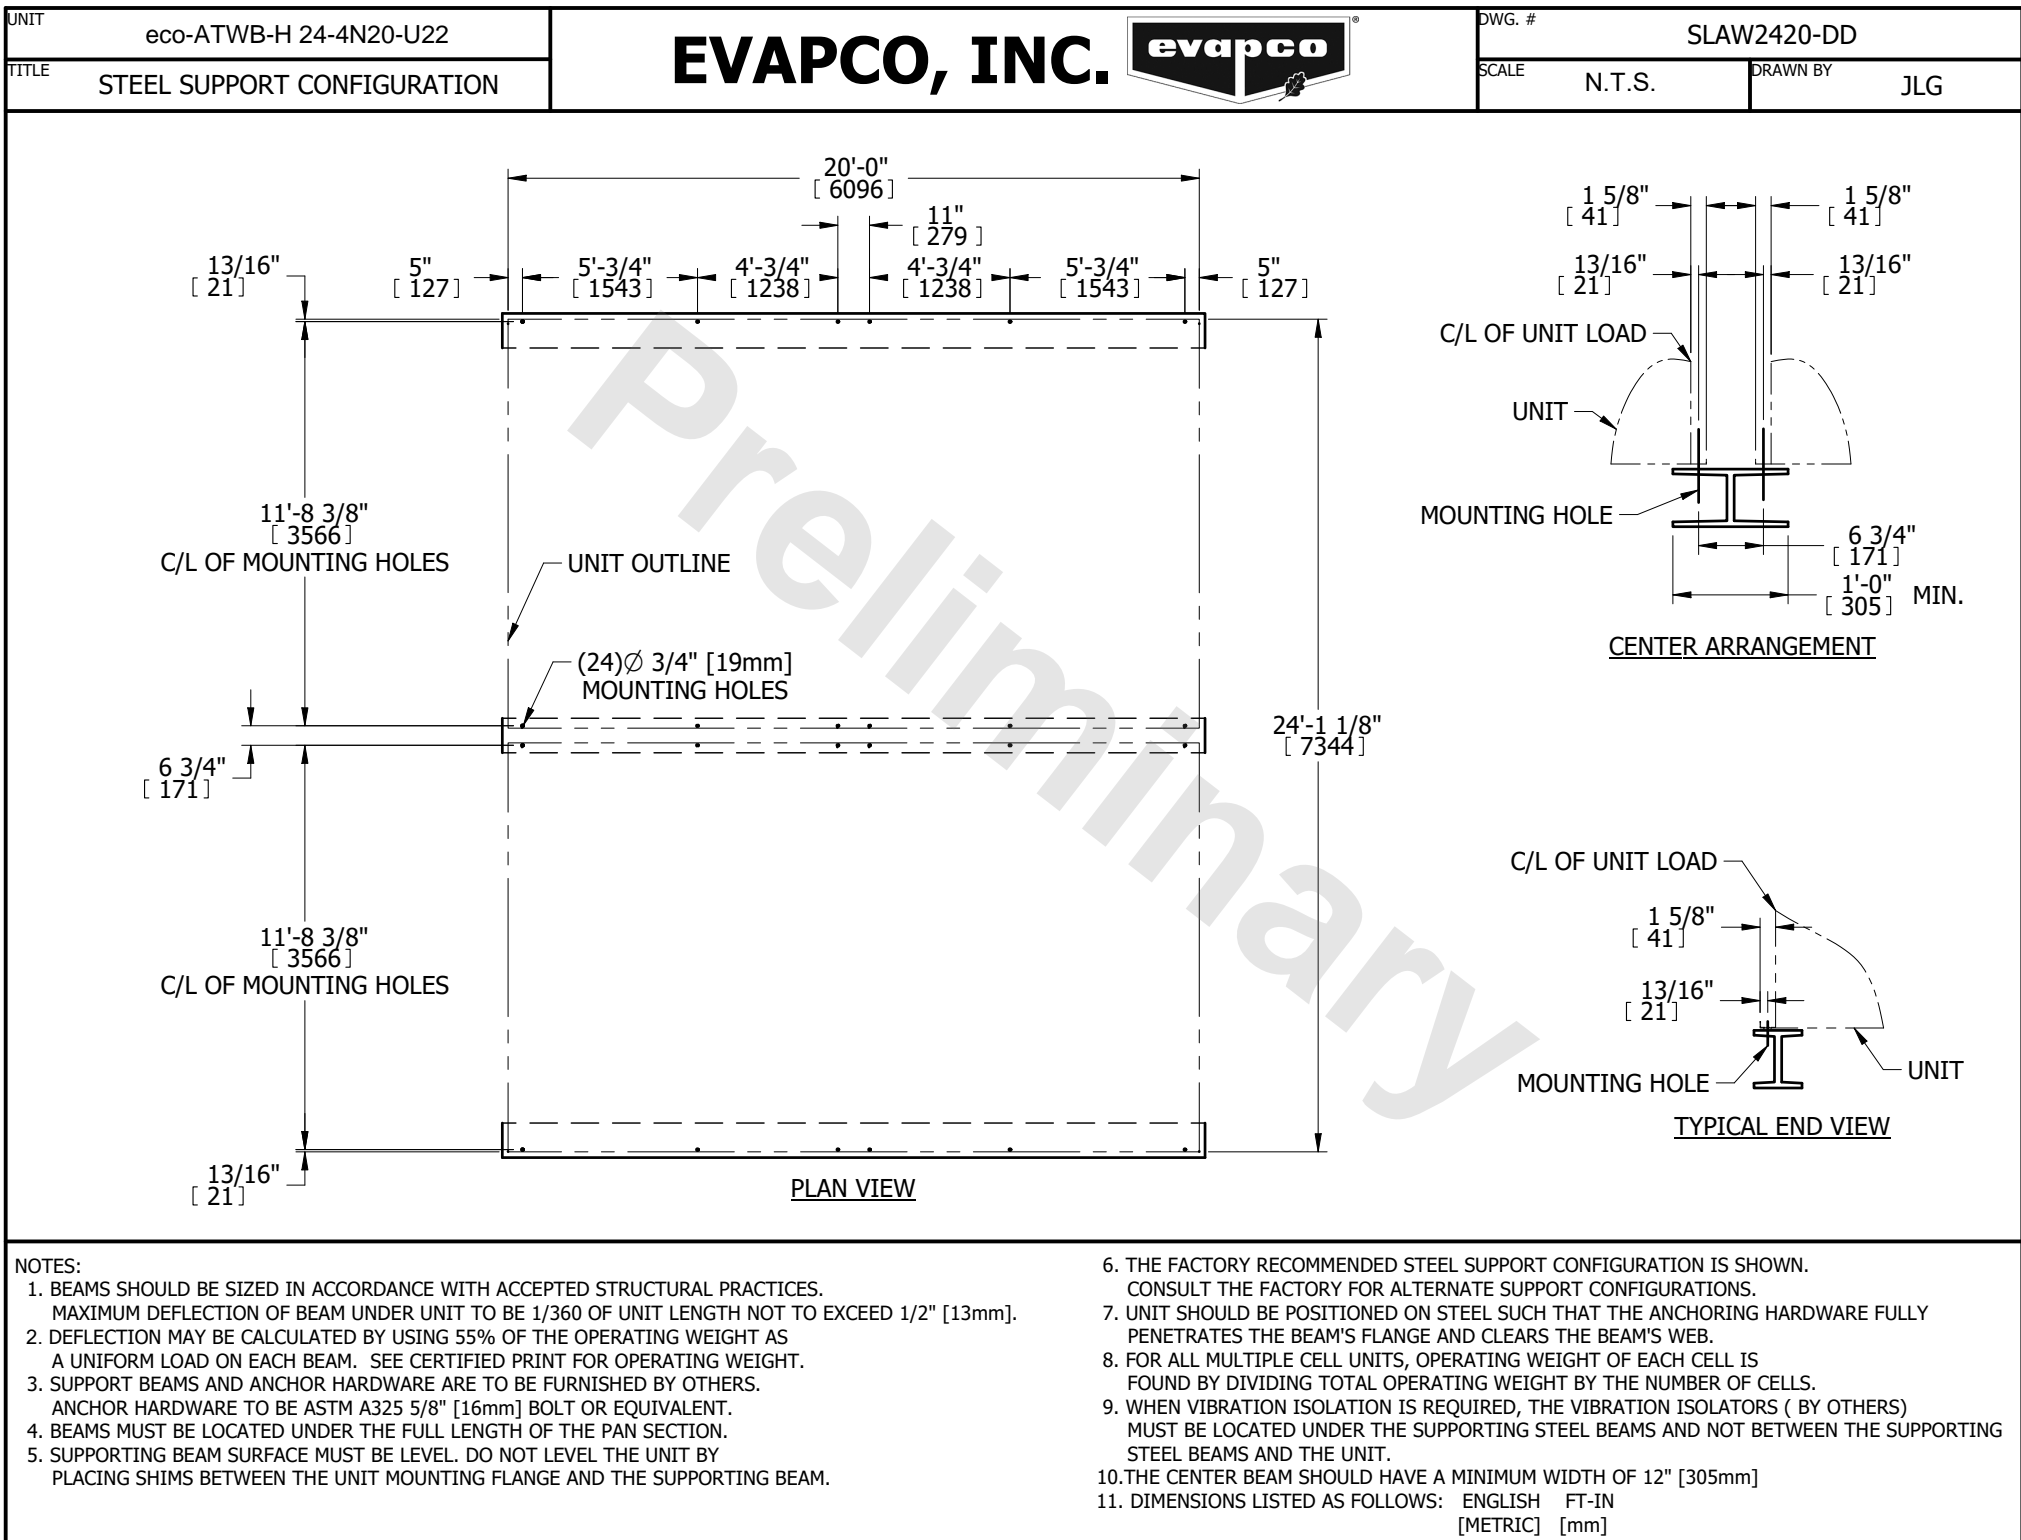 UNIT
eco-ATWB-H 24-4N20-U22
TITLE
STEEL SUPPORT CONFIGURATION
EVAPCO, INC.
evapco
®
DWG. #
SLAW2420-DD
SCALE
N.T.S.
DRAWN BY
JLG
20'-0"
[ 6096 ]
11"
[ 279 ]
13/16"
[ 21 ]
5"
[ 127 ]
5'-3/4"
[ 1543 ]
4'-3/4"
[ 1238 ]
4'-3/4"
[ 1238 ]
5'-3/4"
[ 1543 ]
5"
[ 127 ]
11'-8 3/8"
[ 3566 ]
C/L OF MOUNTING HOLES
UNIT OUTLINE
(24)∅ 3/4" [19mm]
MOUNTING HOLES
6 3/4"
[ 171 ]
24'-1 1/8"
[ 7344 ]
11'-8 3/8"
[ 3566 ]
C/L OF MOUNTING HOLES
13/16"
[ 21 ]
PLAN VIEW
Preliminary
1 5/8"
[ 41 ]
1 5/8"
[ 41 ]
13/16"
[ 21 ]
13/16"
[ 21 ]
C/L OF UNIT LOAD
UNIT
MOUNTING HOLE
6 3/4"
[ 171 ]
1'-0"
[ 305 ] MIN.
CENTER ARRANGEMENT
C/L OF UNIT LOAD
1 5/8"
[ 41 ]
13/16"
[ 21 ]
MOUNTING HOLE
UNIT
TYPICAL END VIEW
NOTES:
1. BEAMS SHOULD BE SIZED IN ACCORDANCE WITH ACCEPTED STRUCTURAL PRACTICES.
MAXIMUM DEFLECTION OF BEAM UNDER UNIT TO BE 1/360 OF UNIT LENGTH NOT TO EXCEED 1/2" [13mm].
2. DEFLECTION MAY BE CALCULATED BY USING 55% OF THE OPERATING WEIGHT AS
A UNIFORM LOAD ON EACH BEAM. SEE CERTIFIED PRINT FOR OPERATING WEIGHT.
3. SUPPORT BEAMS AND ANCHOR HARDWARE ARE TO BE FURNISHED BY OTHERS.
ANCHOR HARDWARE TO BE ASTM A325 5/8" [16mm] BOLT OR EQUIVALENT.
4. BEAMS MUST BE LOCATED UNDER THE FULL LENGTH OF THE PAN SECTION.
5. SUPPORTING BEAM SURFACE MUST BE LEVEL. DO NOT LEVEL THE UNIT BY
PLACING SHIMS BETWEEN THE UNIT MOUNTING FLANGE AND THE SUPPORTING BEAM.
6. THE FACTORY RECOMMENDED STEEL SUPPORT CONFIGURATION IS SHOWN.
CONSULT THE FACTORY FOR ALTERNATE SUPPORT CONFIGURATIONS.
7. UNIT SHOULD BE POSITIONED ON STEEL SUCH THAT THE ANCHORING HARDWARE FULLY
PENETRATES THE BEAM'S FLANGE AND CLEARS THE BEAM'S WEB.
8. FOR ALL MULTIPLE CELL UNITS, OPERATING WEIGHT OF EACH CELL IS
FOUND BY DIVIDING TOTAL OPERATING WEIGHT BY THE NUMBER OF CELLS.
9. WHEN VIBRATION ISOLATION IS REQUIRED, THE VIBRATION ISOLATORS ( BY OTHERS)
MUST BE LOCATED UNDER THE SUPPORTING STEEL BEAMS AND NOT BETWEEN THE SUPPORTING
STEEL BEAMS AND THE UNIT.
10.THE CENTER BEAM SHOULD HAVE A MINIMUM WIDTH OF 12" [305mm]
11. DIMENSIONS LISTED AS FOLLOWS: ENGLISH FT-IN
[METRIC] [mm]